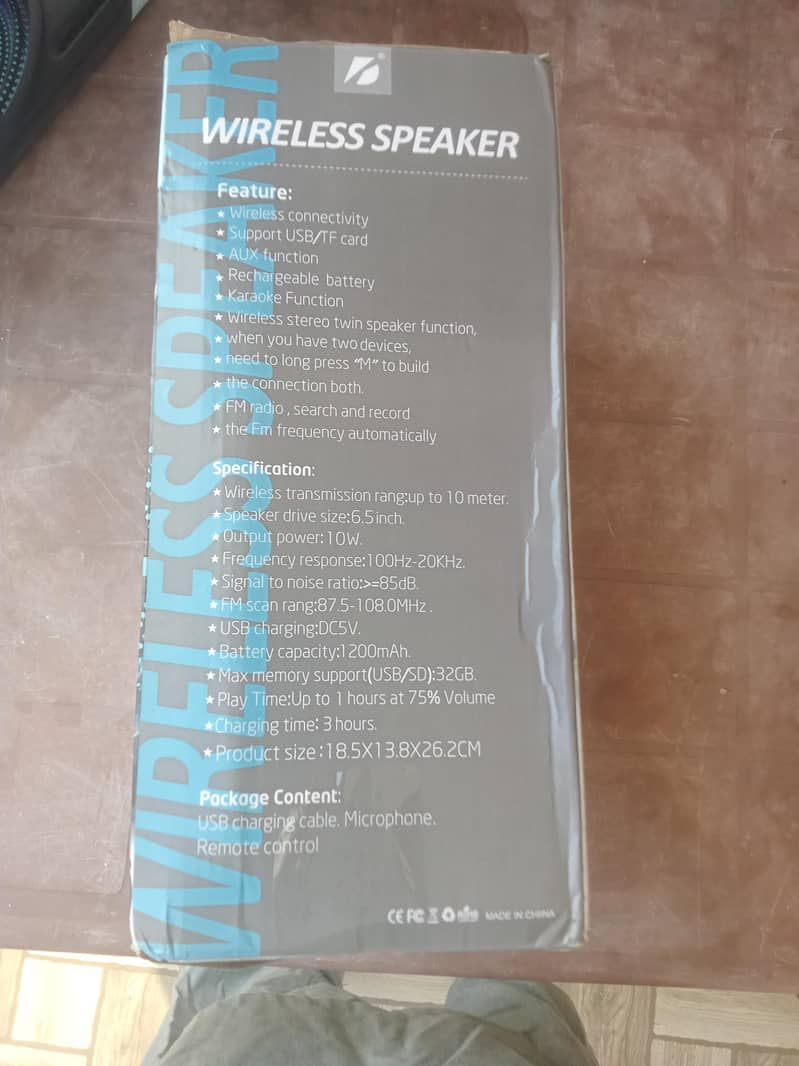 WIRELESS SPEAKER
WIRELESS SPEAKER
Feature:
★ Wireless connectivity
★ Support USB/TF card
★ AUX function
★ Rechargeable battery
★ Karaoke Function
★ Wireless stereo twin speaker function,
★ when you have two devices,
★ need to long press “M” to build
★ the connection both.
★ FM radio , search and record
★ the Fm frequency automatically
Specification:
★ Wireless transmission rang:up to 10 meter.
★ Speaker drive size:6.5inch.
★ Output power:10W.
★ Frequency response:100Hz-20KHz.
★ Signal to noise ratio:>=85dB.
★ FM scan rang:87.5-108.0MHz .
★ USB charging:DC5V.
★ Battery capacity:1200mAh.
★ Max memory support(USB/SD):32GB.
★ Play Time:Up to 1 hours at 75% Volume
★ Charging time: 3 hours.
★ Product size :18.5X13.8X26.2CM
Package Content:
USB charging cable. Microphone.
Remote control
CE FC RoHS MADE IN CHINA